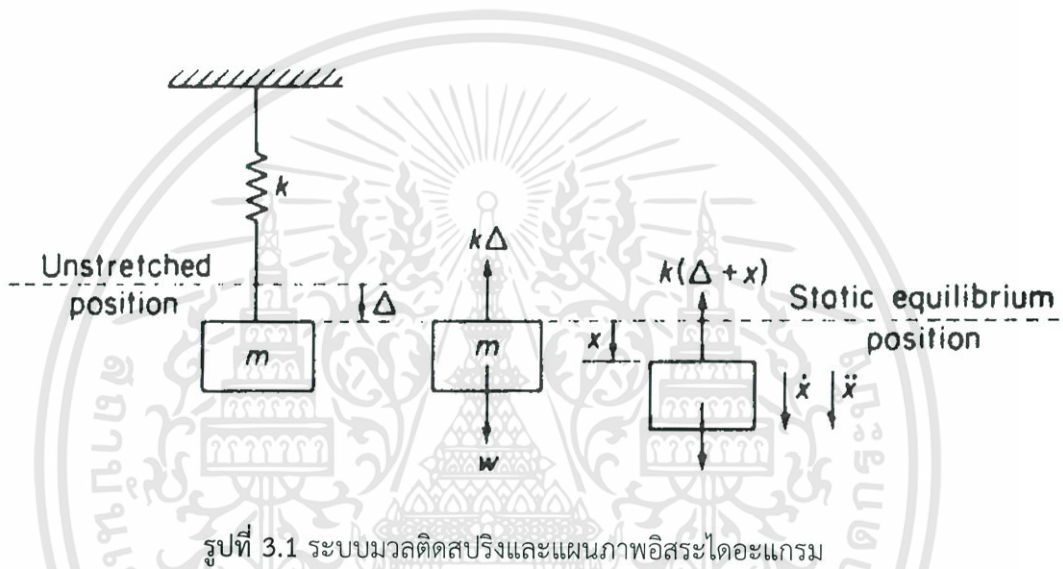 k
Unstretched
position
Δ
m
kΔ
m
w
k(Δ + x)
x
ẋ ẍ
Static equilibrium
position
รูปที่ 3.1 ระบบมวลติดสปริงและแผนภาพอิสระไดอะแกรม